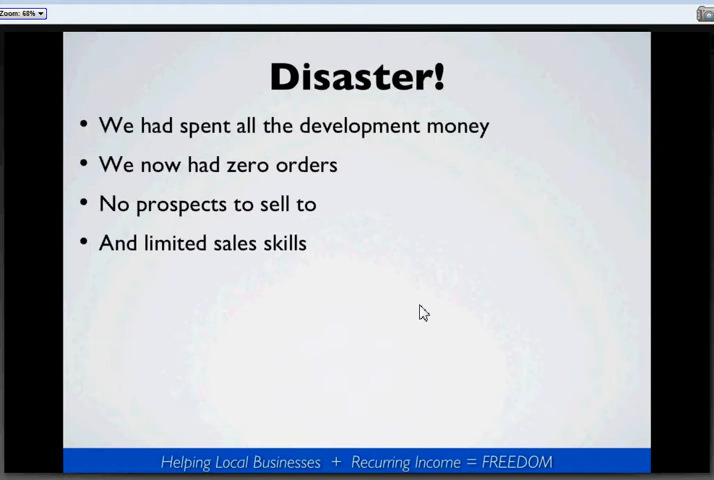 Zoom: 68%
Disaster!
• We had spent all the development money
• We now had zero orders
• No prospects to sell to
• And limited sales skills
Helping Local Businesses + Recurring Income = FREEDOM